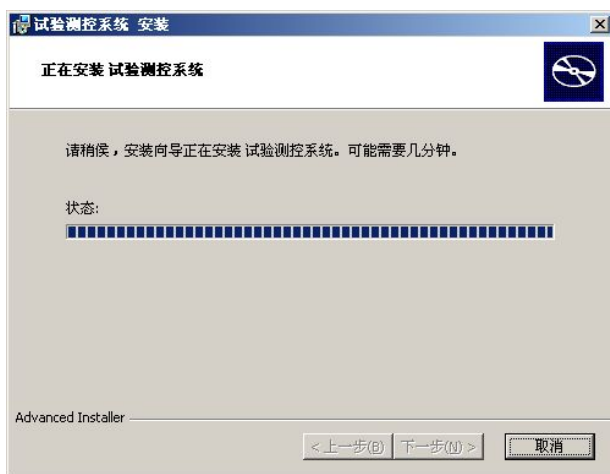 试验测控系统 安装
正在安装 试验测控系统
请稍侯，安装向导正在安装 试验测控系统。可能需要几分钟。
状态:
Advanced Installer
< 上一步(B) 下一步(N) > 取消